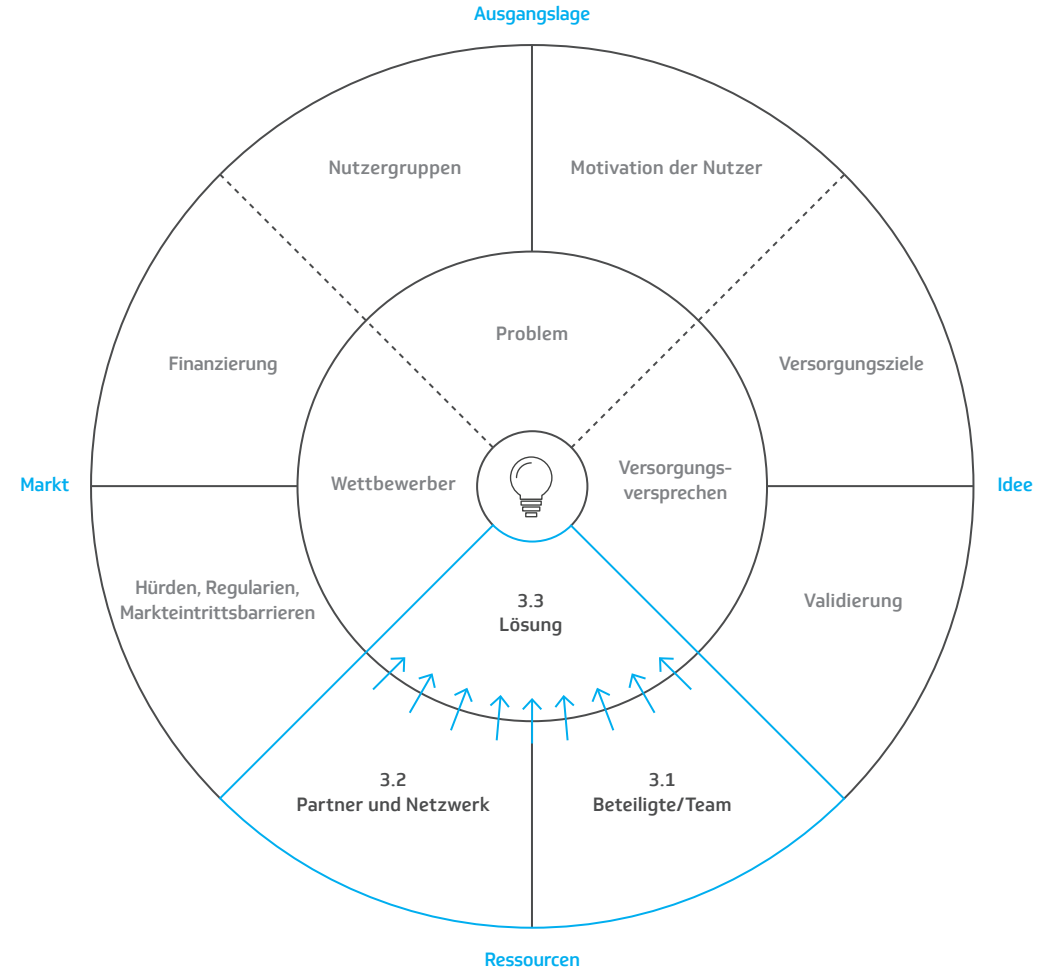 Ausgangslage
Nutzergruppen
Motivation der Nutzer
Problem
Finanzierung
Versorgungsziele
Markt
Wettbewerber
Versorgungs-
versprechen
Idee
Hürden, Regularien,
Markteintrittsbarrieren
3.3
Lösung
Validierung
3.2
Partner und Netzwerk
3.1
Beteiligte/Team
Ressourcen